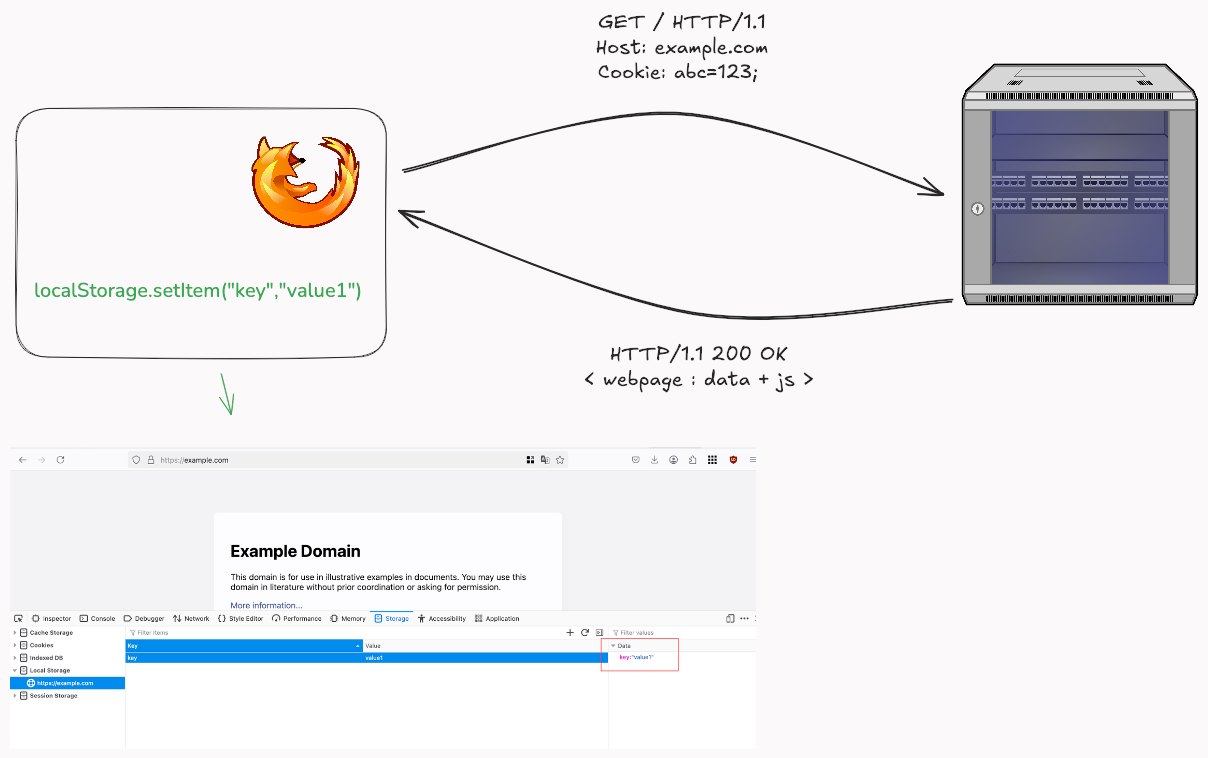 GET / HTTP/1.1
Host: example.com
Cookie: abc=123;
localStorage.setItem("key","value1")
HTTP/1.1 200 OK
< webpage : data + js >
https://example.com
Example Domain
This domain is for use in illustrative examples in documents. You may use this
domain in literature without prior coordination or asking for permission.
More information...
Inspector Console Debugger Network Style Editor Performance Memory Storage Accessibility Application
Cache Storage
Cookies
Indexed DB
Local Storage
https://example.com
Session Storage
Filter Items
Key Value
key value1
Filter values
Data
key:"value1"